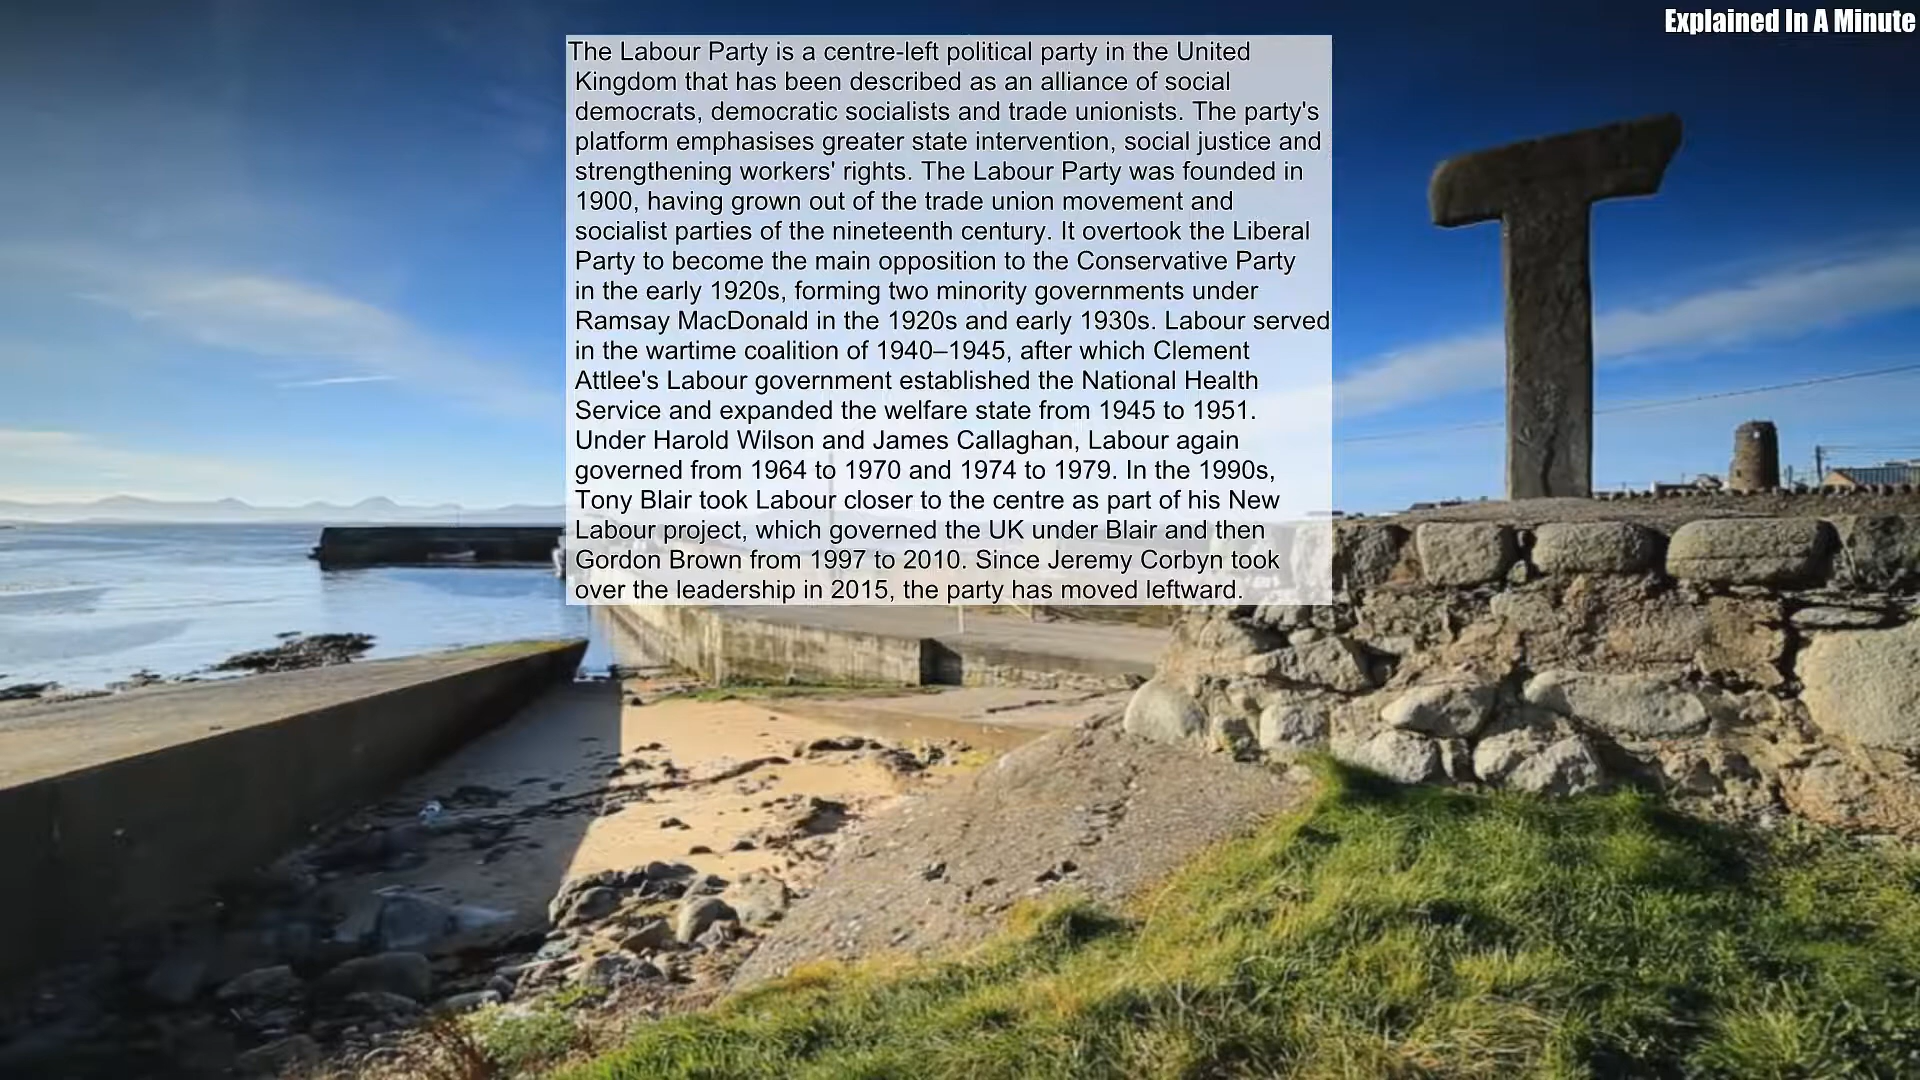 Explained In A Minute
The Labour Party is a centre-left political party in the United
Kingdom that has been described as an alliance of social
democrats, democratic socialists and trade unionists. The party's
platform emphasises greater state intervention, social justice and
strengthening workers' rights. The Labour Party was founded in
1900, having grown out of the trade union movement and
socialist parties of the nineteenth century. It overtook the Liberal
Party to become the main opposition to the Conservative Party
in the early 1920s, forming two minority governments under
Ramsay MacDonald in the 1920s and early 1930s. Labour served
in the wartime coalition of 1940–1945, after which Clement
Attlee's Labour government established the National Health
Service and expanded the welfare state from 1945 to 1951.
Under Harold Wilson and James Callaghan, Labour again
governed from 1964 to 1970 and 1974 to 1979. In the 1990s,
Tony Blair took Labour closer to the centre as part of his New
Labour project, which governed the UK under Blair and then
Gordon Brown from 1997 to 2010. Since Jeremy Corbyn took
over the leadership in 2015, the party has moved leftward.